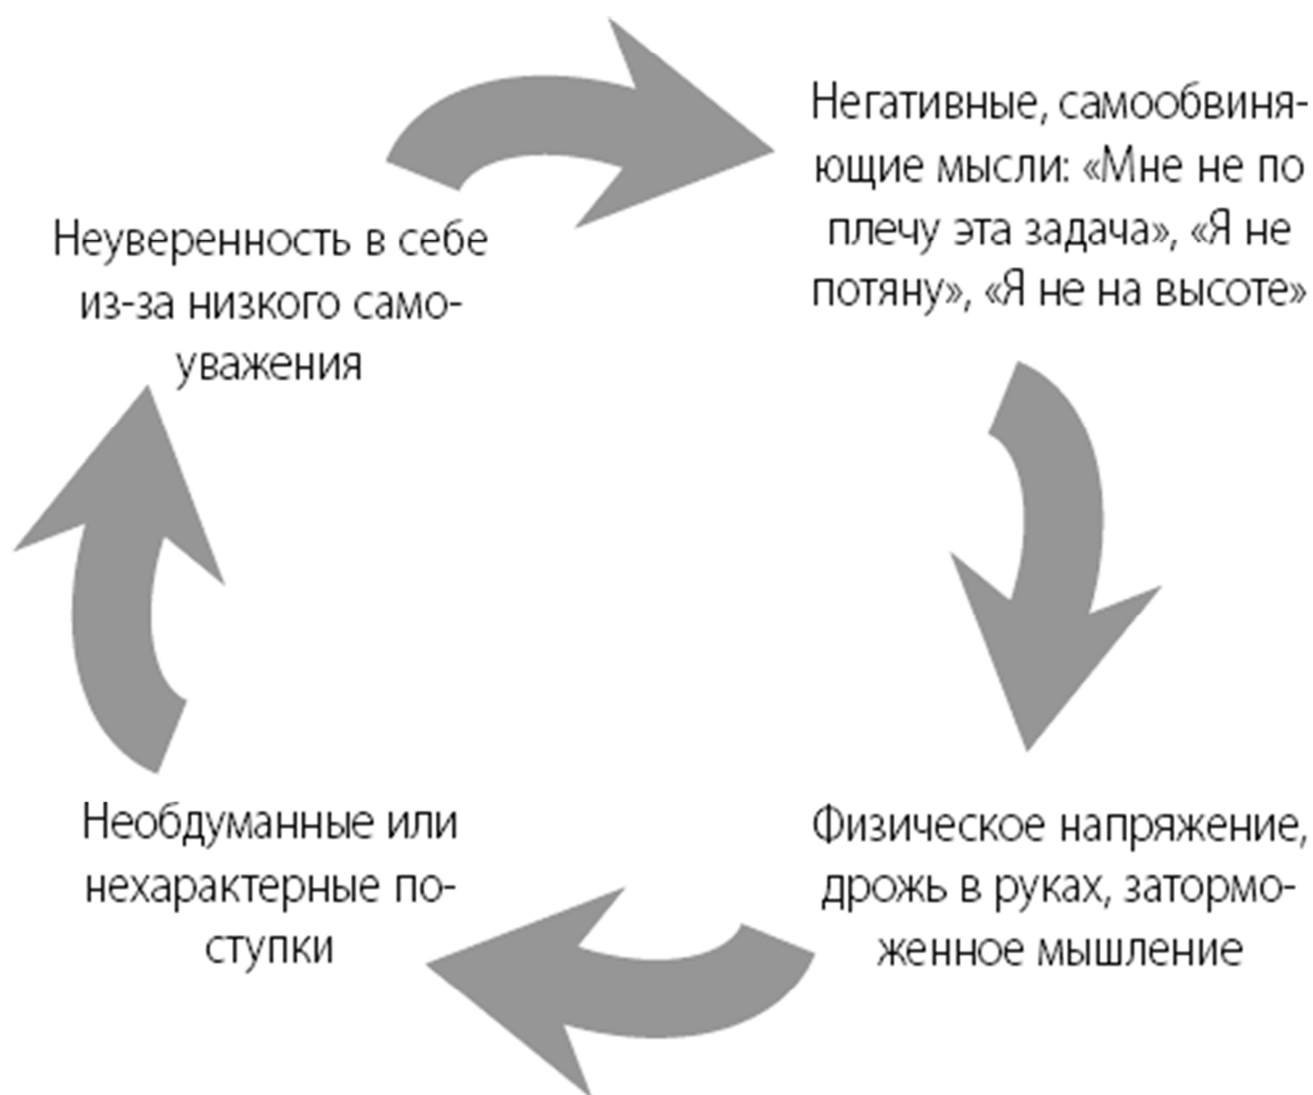 Неуверенность в себе
из-за низкого само-
уважения
Негативные, самообвиня-
ющие мысли: «Мне не по
плечу эта задача», «Я не
потяну», «Я не на высоте»
Физическое напряжение,
дрожь в руках, затормо-
женное мышление
Необдуманные или
нехарактерные по-
ступки